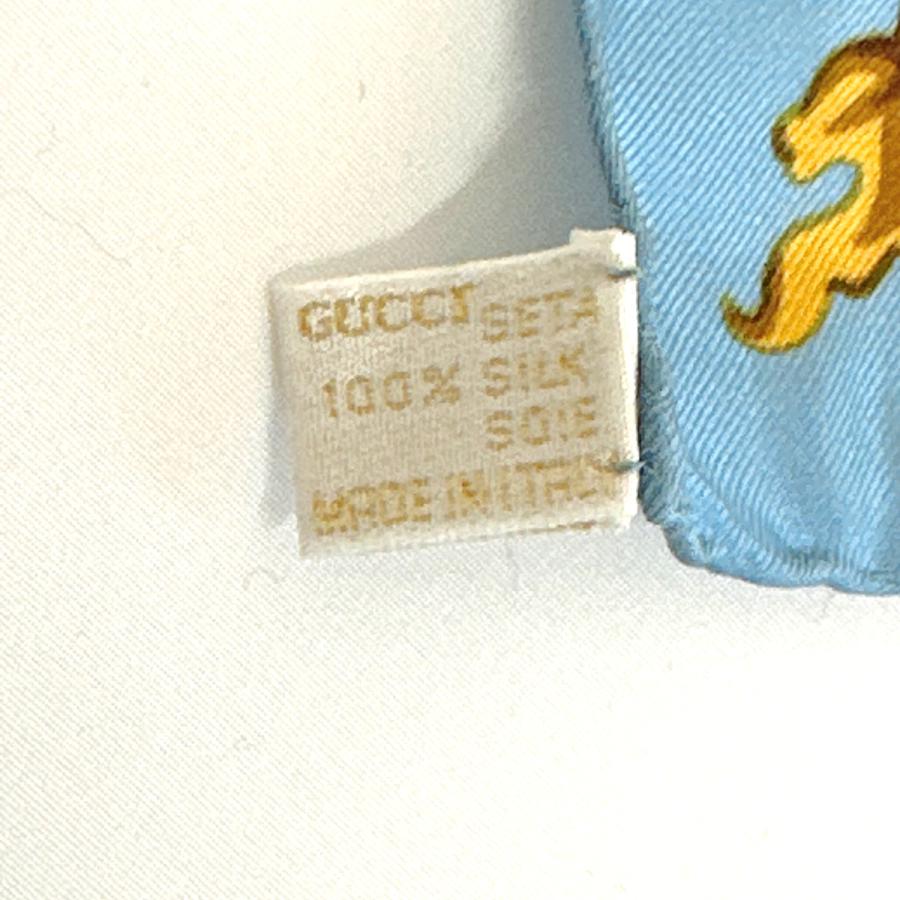 GUCCI SETA
100% SILK
SOIE
MADE IN ITALY